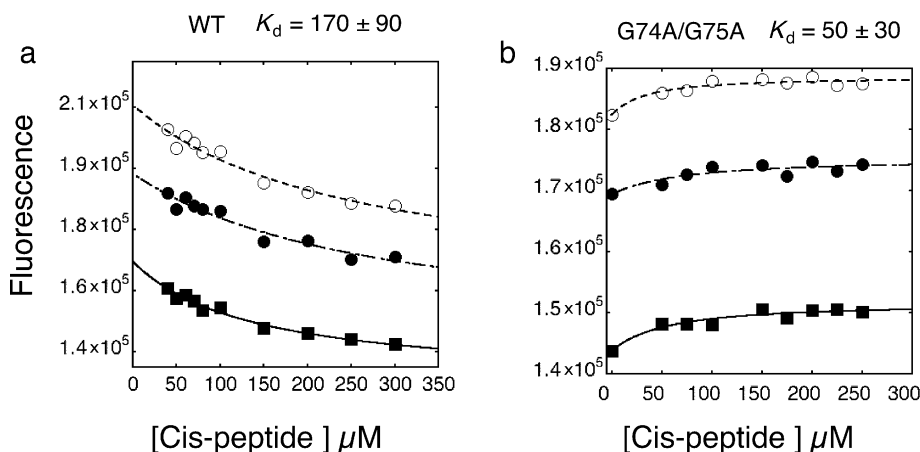 WT K_d = 170 ± 90
a
Fluorescence
2.1×10⁵
1.9×10⁵
1.8×10⁵
1.6×10⁵
1.4×10⁵
0 50 100 150 200 250 300 350
[Cis-peptide ] µM
G74A/G75A K_d = 50 ± 30
b
1.9×10⁵
1.8×10⁵
1.7×10⁵
1.6×10⁵
1.5×10⁵
1.4×10⁵
0 50 100 150 200 250 300
[Cis-peptide ] µM